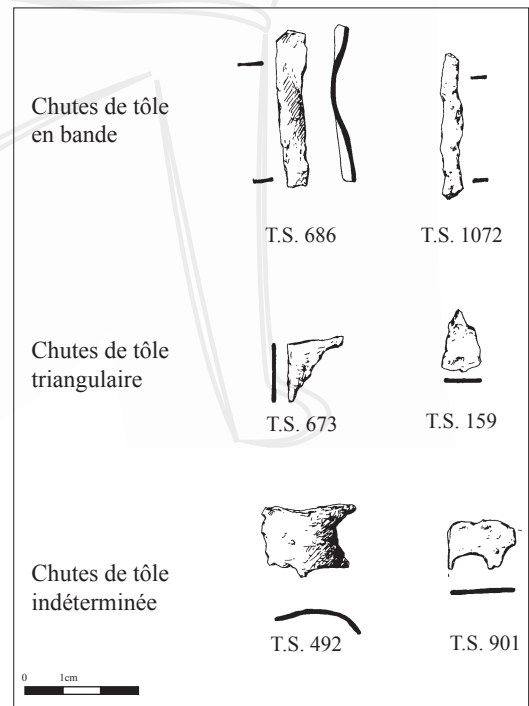 Chutes de tôle
en bande
T.S. 686
T.S. 1072
Chutes de tôle
triangulaire
T.S. 673
T.S. 159
Chutes de tôle
indéterminée
T.S. 492
T.S. 901
0 1cm